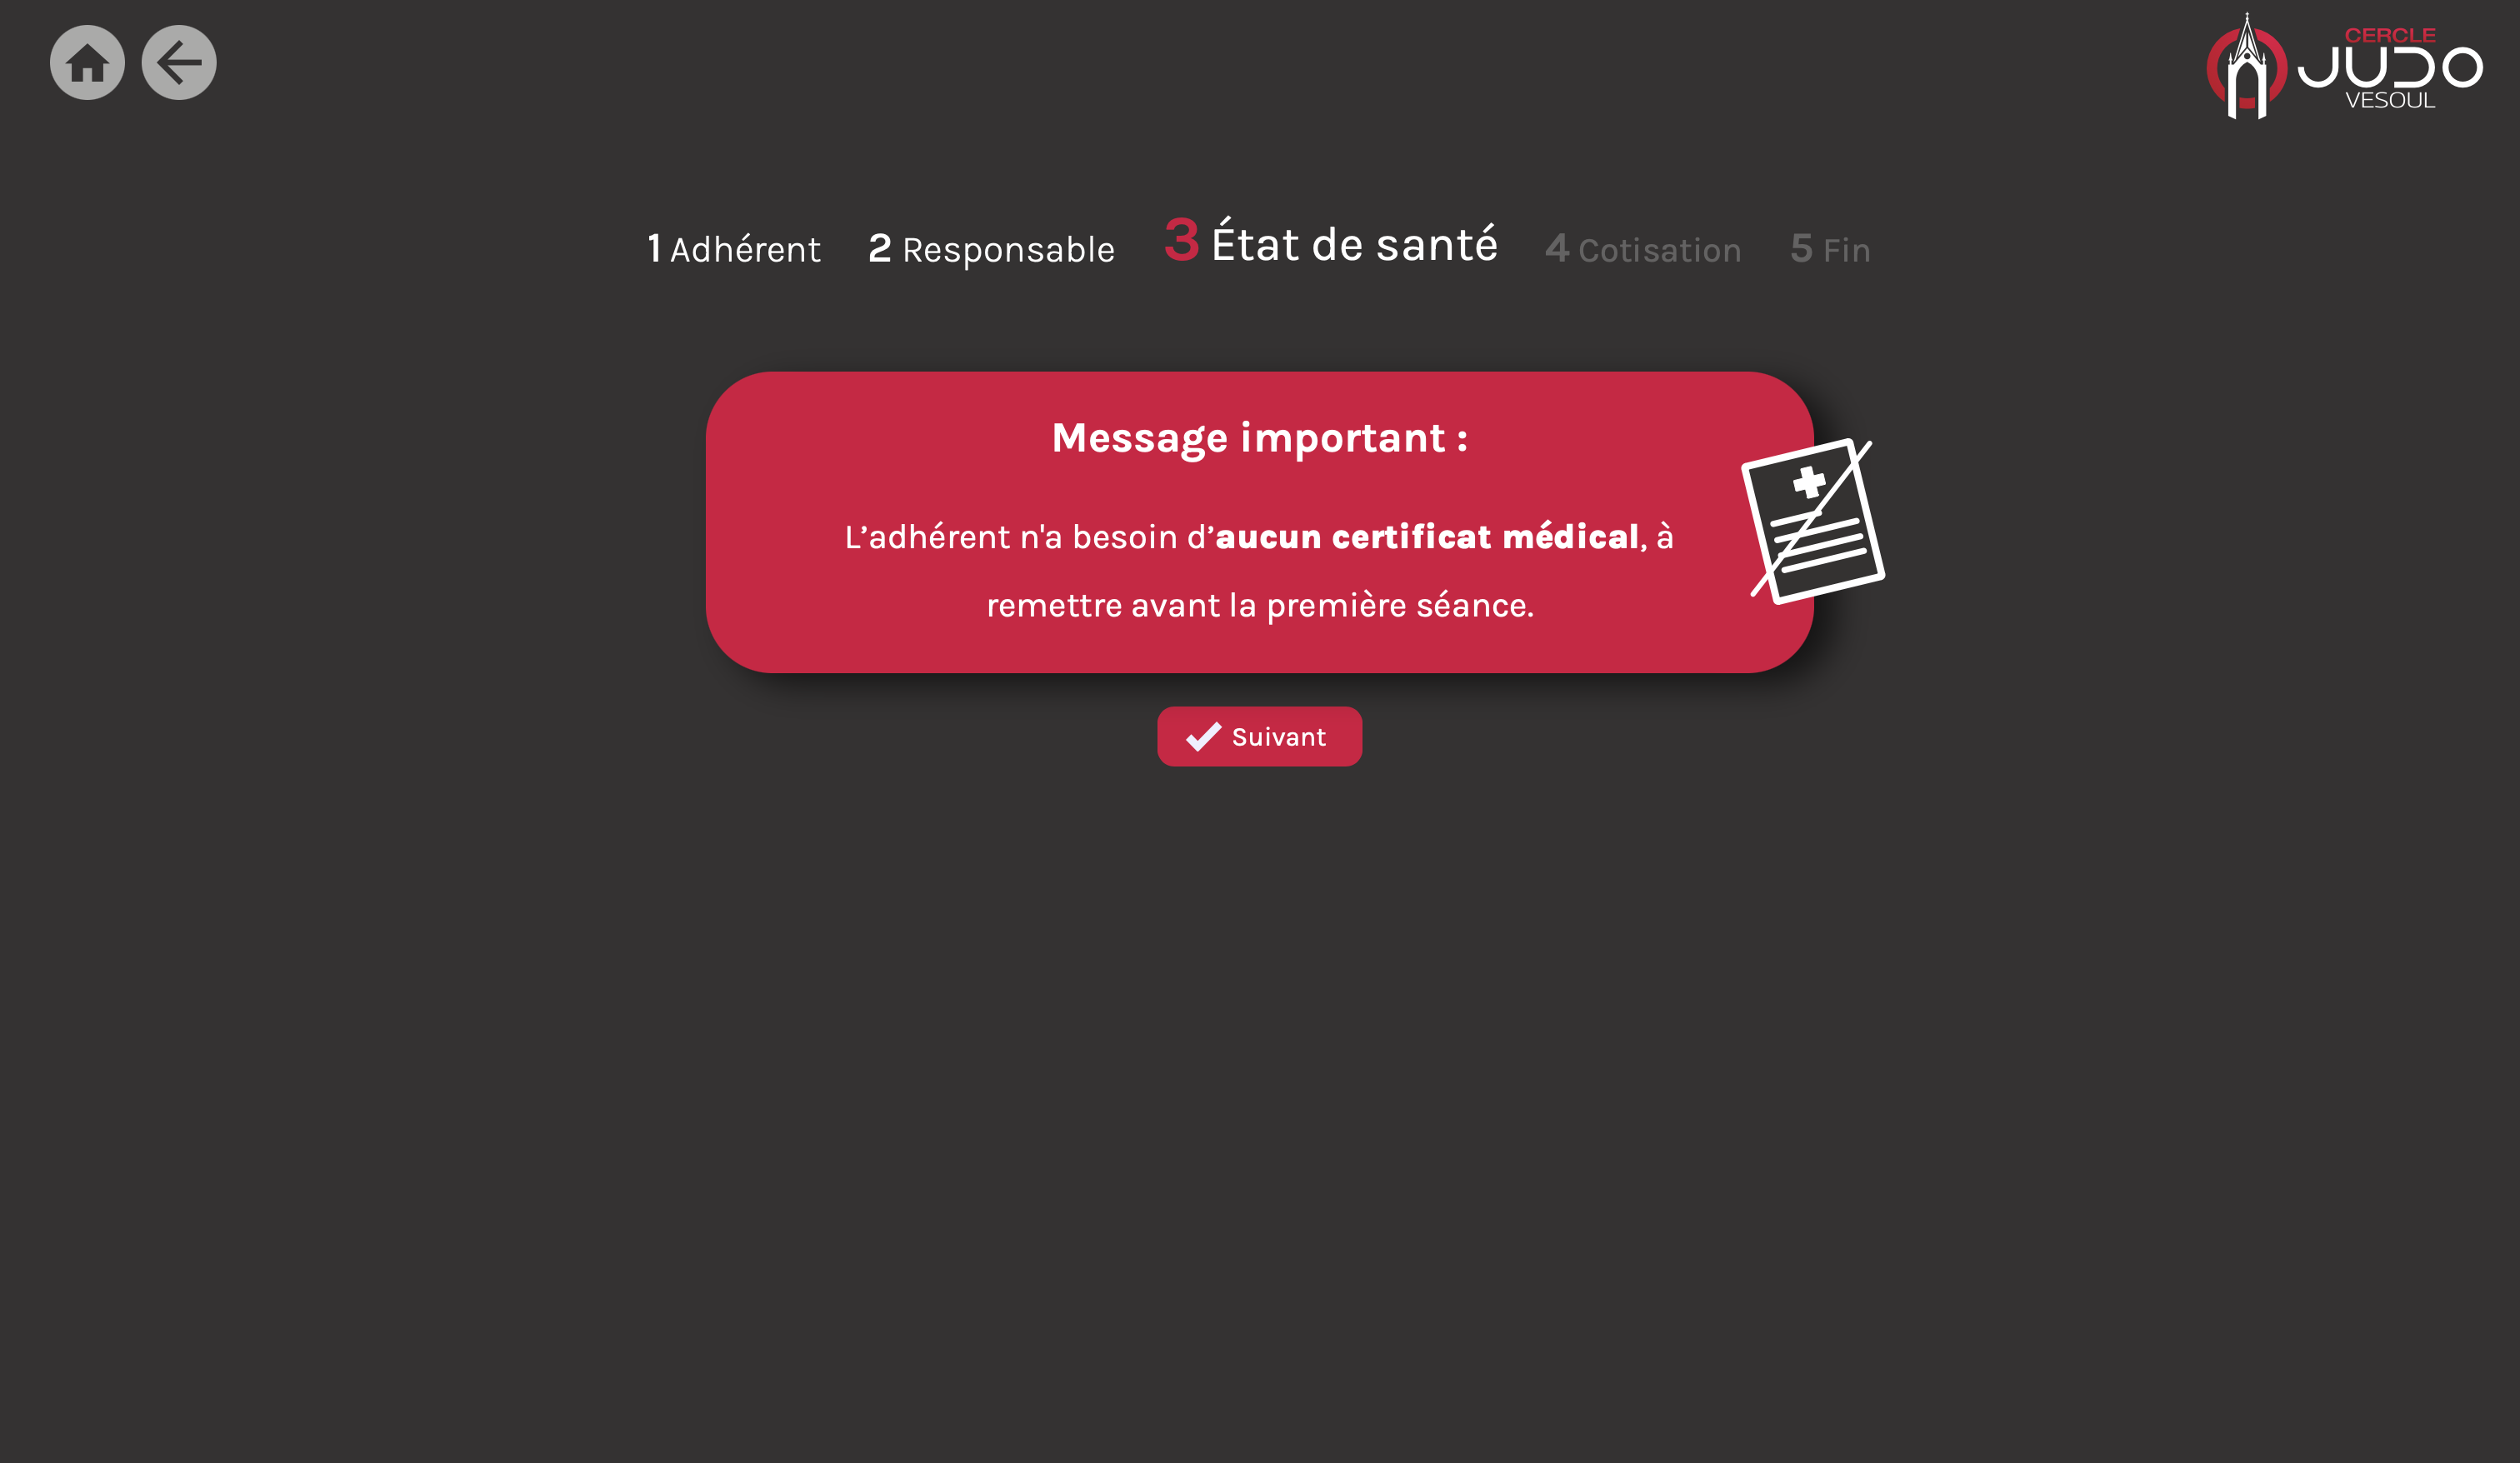 CERCLE
JUDO
VESOUL
1 Adhérent 2 Responsable 3 État de santé 4 Cotisation 5 Fin
Message important :
L’adhérent n'a besoin d’aucun certificat médical, à
remettre avant la première séance.
Suivant